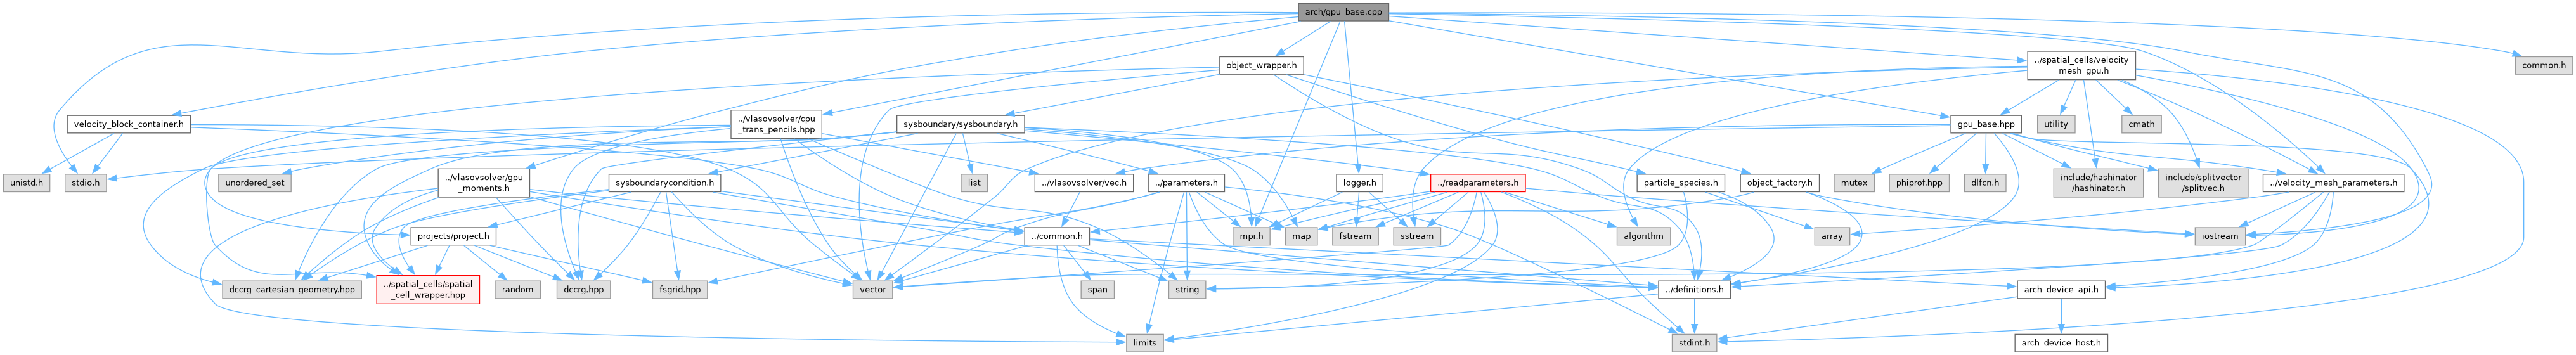 arch/gpu_base.cpp
object_wrapper.h
../spatial_cells/velocity
_mesh_gpu.h
common.h
velocity_block_container.h
../vlasovsolver/cpu
_trans_pencils.hpp
sysboundary/sysboundary.h
gpu_base.hpp
utility
cmath
unistd.h
stdio.h
unordered_set
../vlasovsolver/gpu
_moments.h
sysboundarycondition.h
list
../vlasovsolver/vec.h
../parameters.h
logger.h
../readparameters.h
particle_species.h
object_factory.h
mutex
phiprof.hpp
dlfcn.h
include/hashinator
/hashinator.h
include/splitvector
/splitvec.h
../velocity_mesh_parameters.h
projects/project.h
../common.h
mpi.h
map
fstream
sstream
algorithm
array
iostream
dccrg_cartesian_geometry.hpp
../spatial_cells/spatial
_cell_wrapper.hpp
random
dccrg.hpp
fsgrid.hpp
vector
span
string
../definitions.h
arch_device_api.h
limits
stdint.h
arch_device_host.h